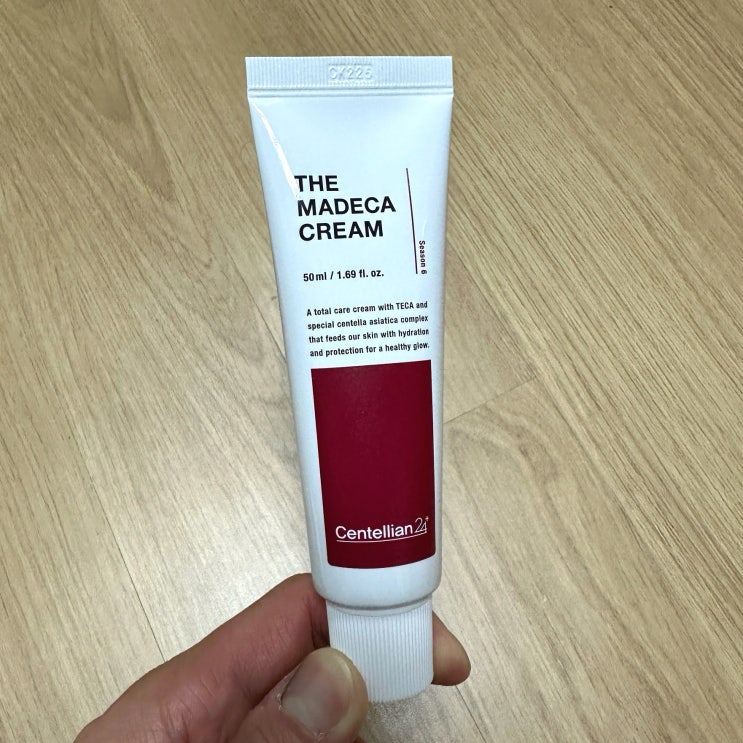 CK225
THE
MADECA
CREAM
Season 6
50ml / 1.69 fl. oz.
A total care cream with TECA and
special centella asiatica complex
that feeds our skin with hydration
and protection for a healthy glow.
Centellian24+